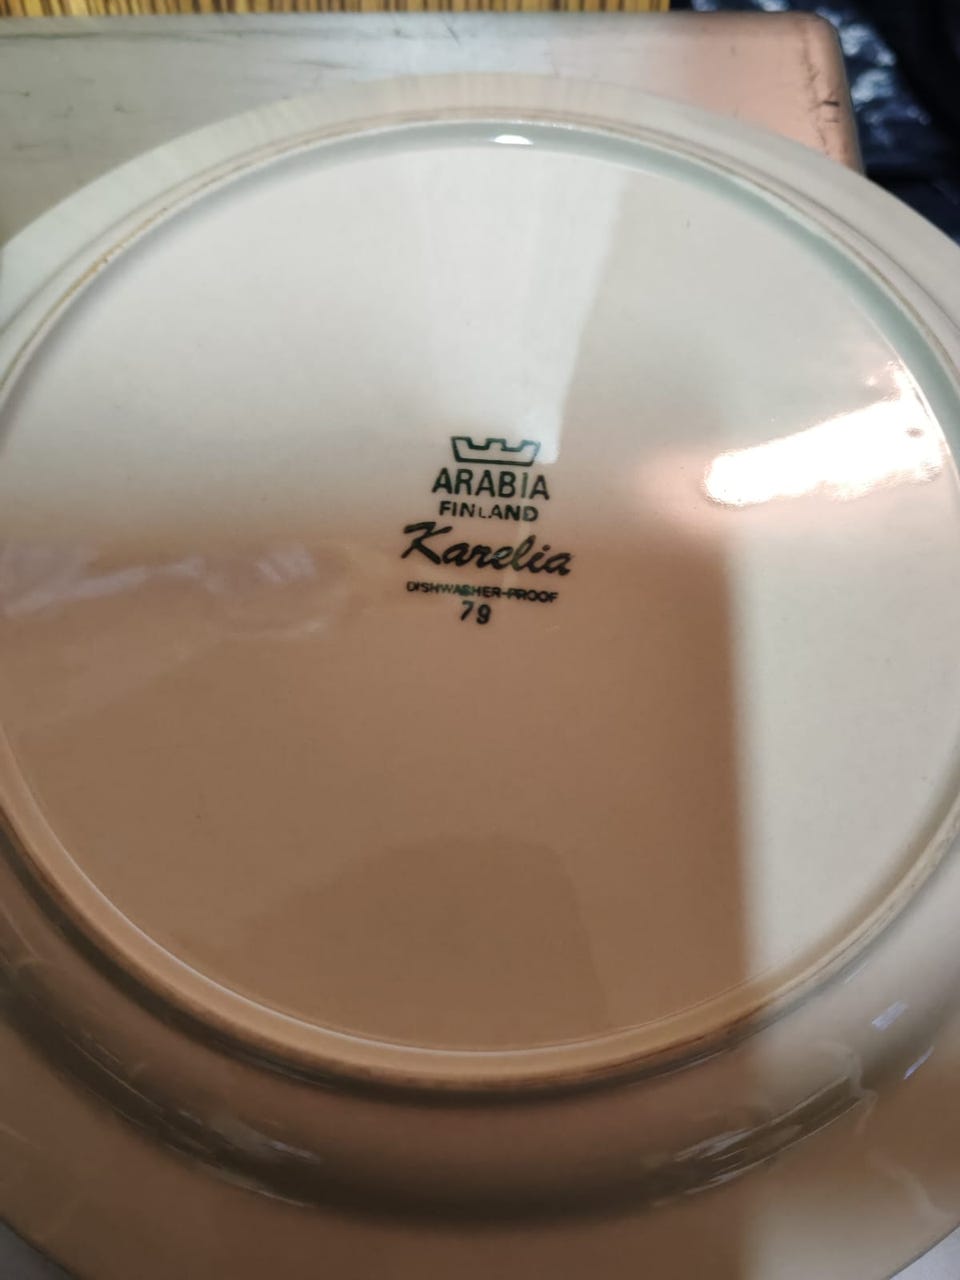 ARABIA
FINLAND
Karelia
DISHWASHER-PROOF
79